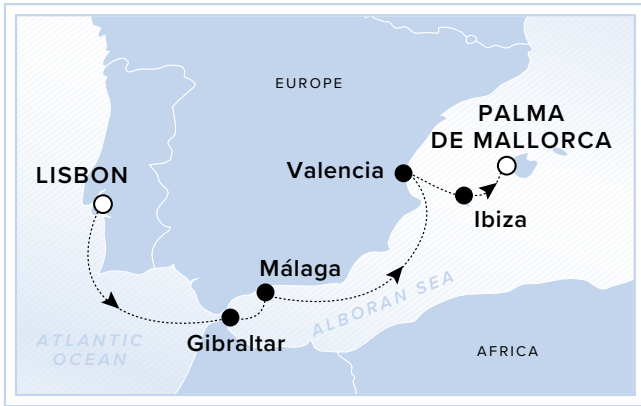 EUROPE
PALMA
DE MALLORCA
LISBON
Valencia
Ibiza
Málaga
ALBORAN SEA
Gibraltar
ATLANTIC
OCEAN
AFRICA